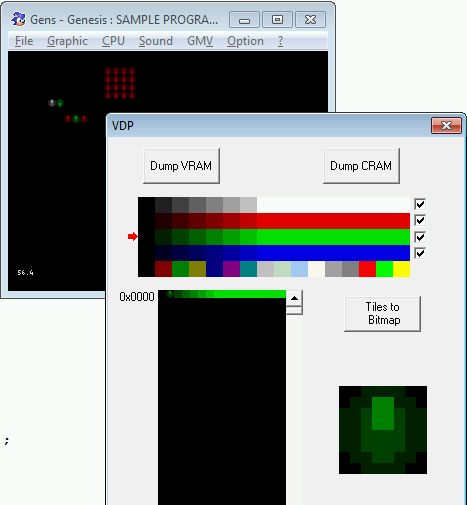 Gens - Genesis : SAMPLE PROGRA...
File Graphic CPU Sound GMV Option ?
VDP
Dump VRAM Dump CRAM
56.4
0x0000
Tiles to
Bitmap
;